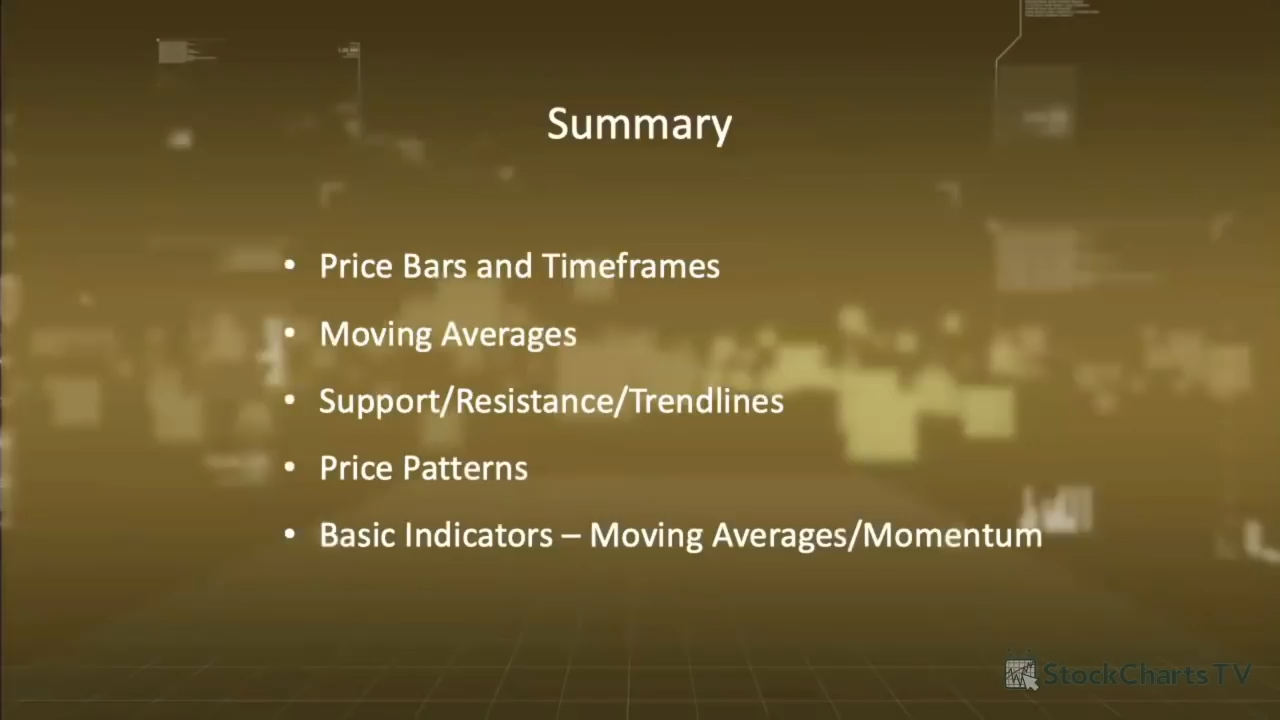 Summary
• Price Bars and Timeframes
• Moving Averages
• Support/Resistance/Trendlines
• Price Patterns
• Basic Indicators – Moving Averages/Momentum
StockCharts TV